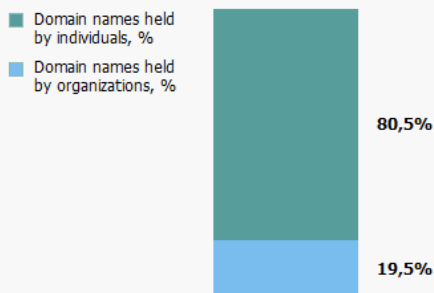 Domain names held
by individuals, %
Domain names held
by organizations, %
80,5%
19,5%